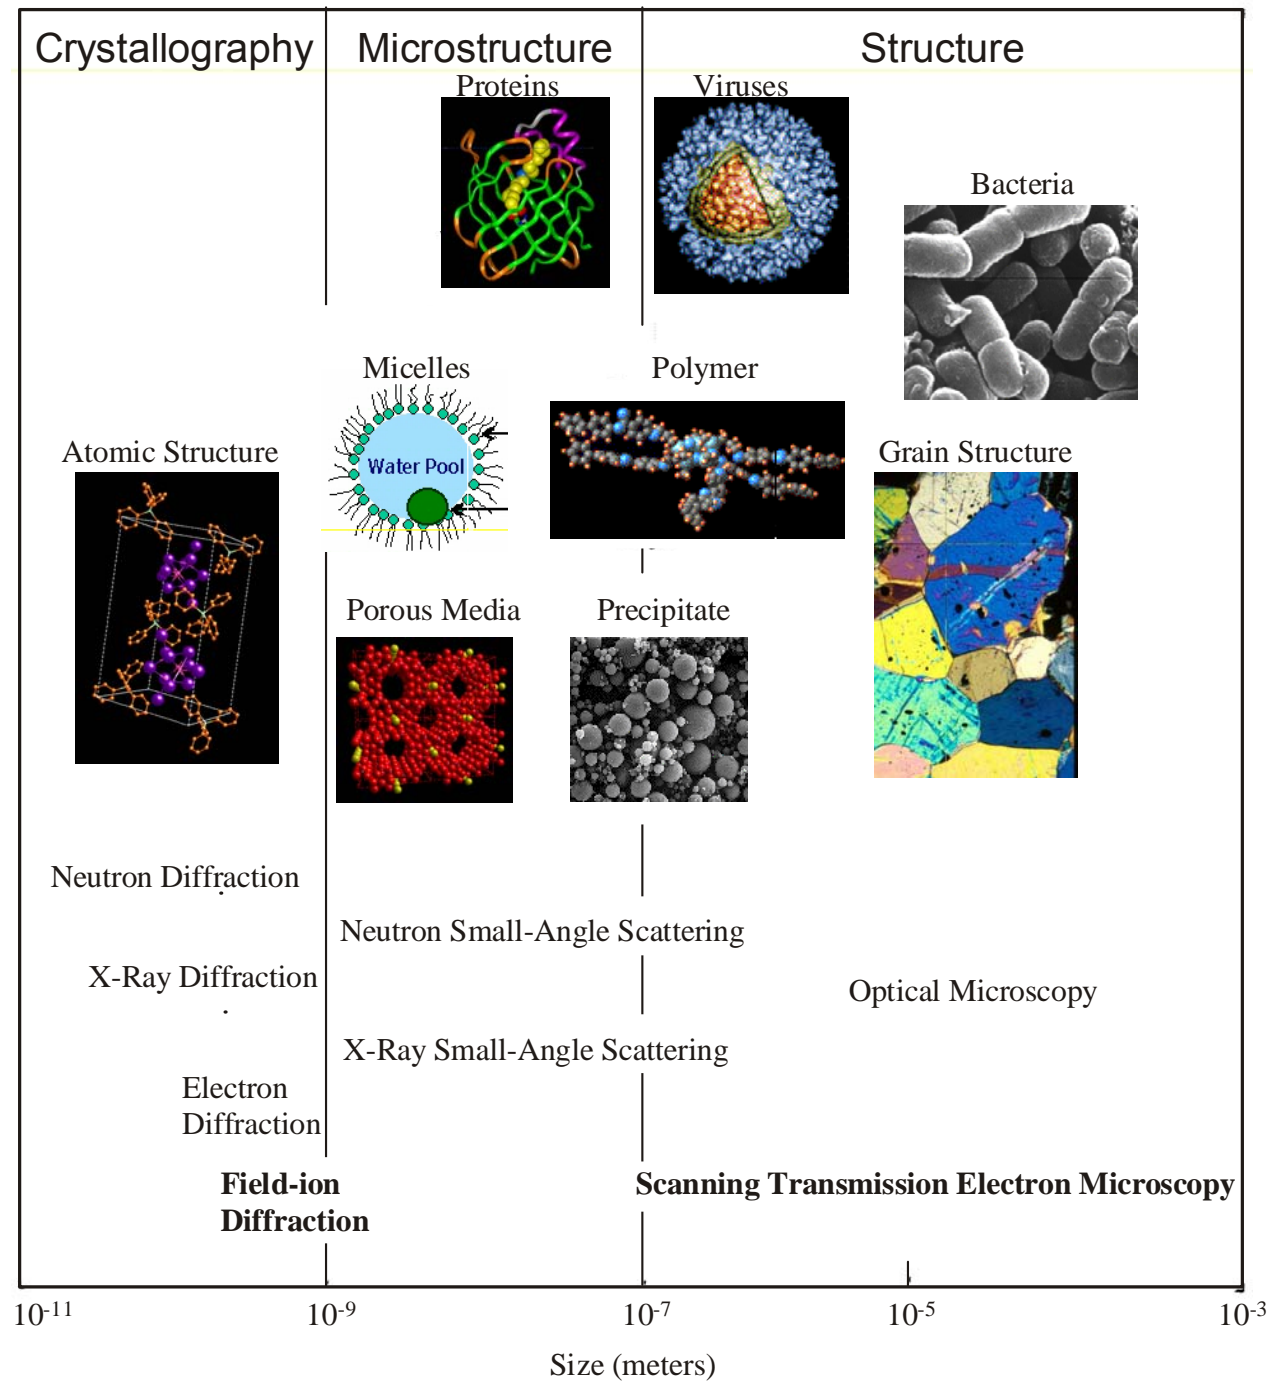 Crystallography
Microstructure
Structure
Proteins
Viruses
Bacteria
Micelles
Polymer
Water Pool
Atomic Structure
Grain Structure
Porous Media
Precipitate
Neutron Diffraction
Neutron Small-Angle Scattering
X-Ray Diffraction
Optical Microscopy
X-Ray Small-Angle Scattering
Electron
Diffraction
Field-ion
Diffraction
Scanning Transmission Electron Microscopy
10-11
10-9
10-7
10-5
10-3
Size (meters)